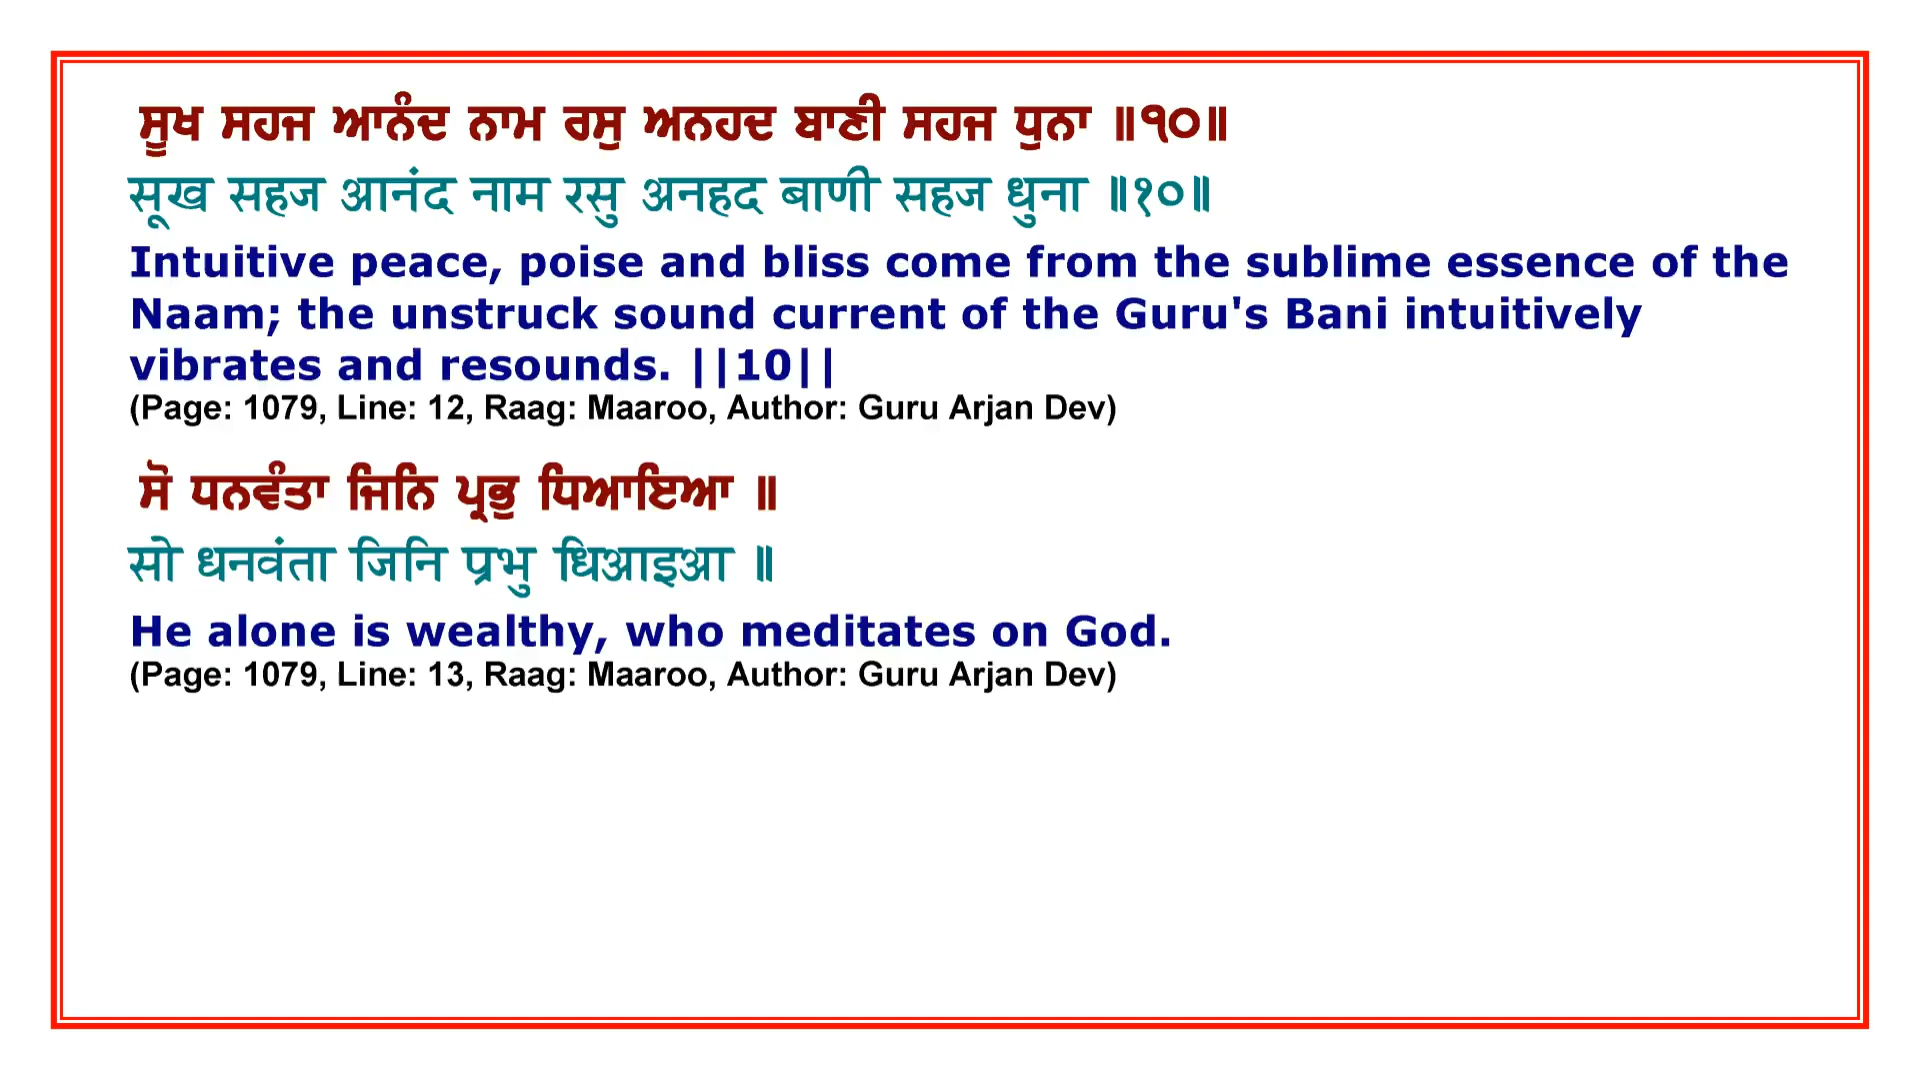 ਸੂਖ ਸਹਜ ਆਨੰਦ ਨਾਮ ਰਸੁ ਅਨਹਦ ਬਾਣੀ ਸਹਜ ਧੁਨਾ ॥੧੦॥
सूख सहज आनंद नाम रसु अनहद बाणी सहज धुना ॥१०॥
Intuitive peace, poise and bliss come from the sublime essence of the
Naam; the unstruck sound current of the Guru's Bani intuitively
vibrates and resounds. ||10||
(Page: 1079, Line: 12, Raag: Maaroo, Author: Guru Arjan Dev)
ਸੋ ਧਨਵੰਤਾ ਜਿਨਿ ਪ੍ਰਭੁ ਧਿਆਇਆ ॥
सो धनवंता जिनि प्रभु धिआइआ ॥
He alone is wealthy, who meditates on God.
(Page: 1079, Line: 13, Raag: Maaroo, Author: Guru Arjan Dev)